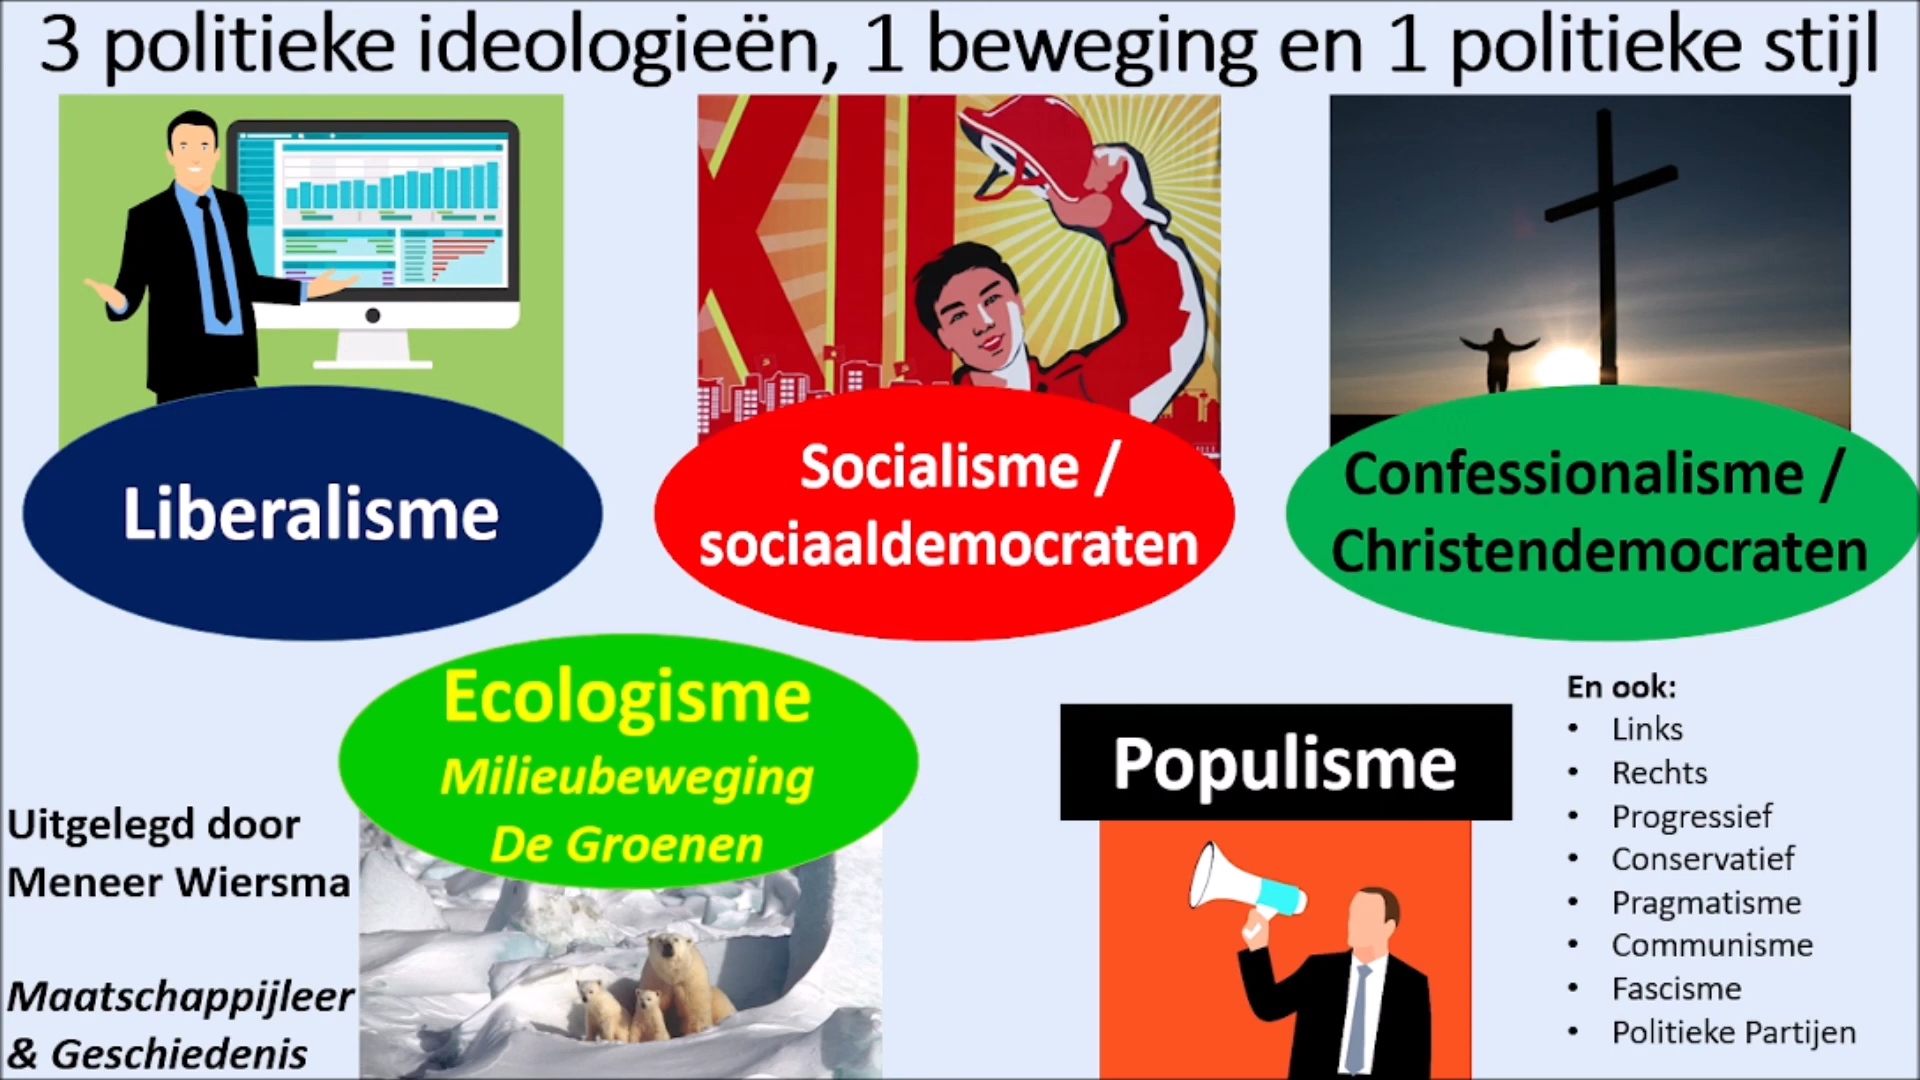 3 politieke ideologieën, 1 beweging en 1 politieke stijl
Liberalisme
Socialisme /
sociaaldemocraten
Confessionalisme /
Christendemocraten
Ecologisme
Milieubeweging
De Groenen
Populisme
En ook:
• Links
• Rechts
• Progressief
• Conservatief
• Pragmatisme
• Communisme
• Fascisme
• Politieke Partijen
Uitgelegd door
Meneer Wiersma
Maatschappijleer
& Geschiedenis